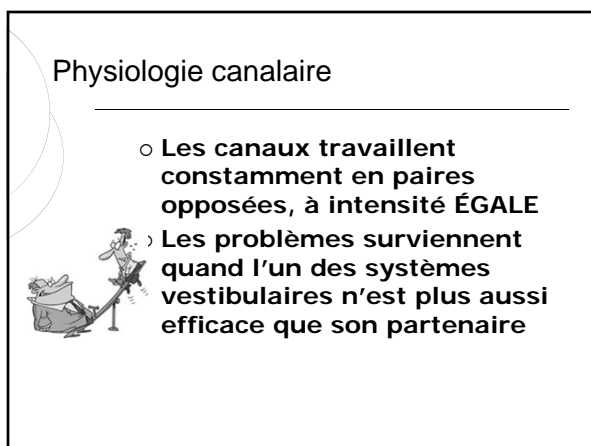 Physiologie canalaire
Les canaux travaillent
constamment en paires
opposées, à intensité ÉGALE
Les problèmes surviennent
quand l'un des systèmes
vestibulaires n'est plus aussi
efficace que son partenaire